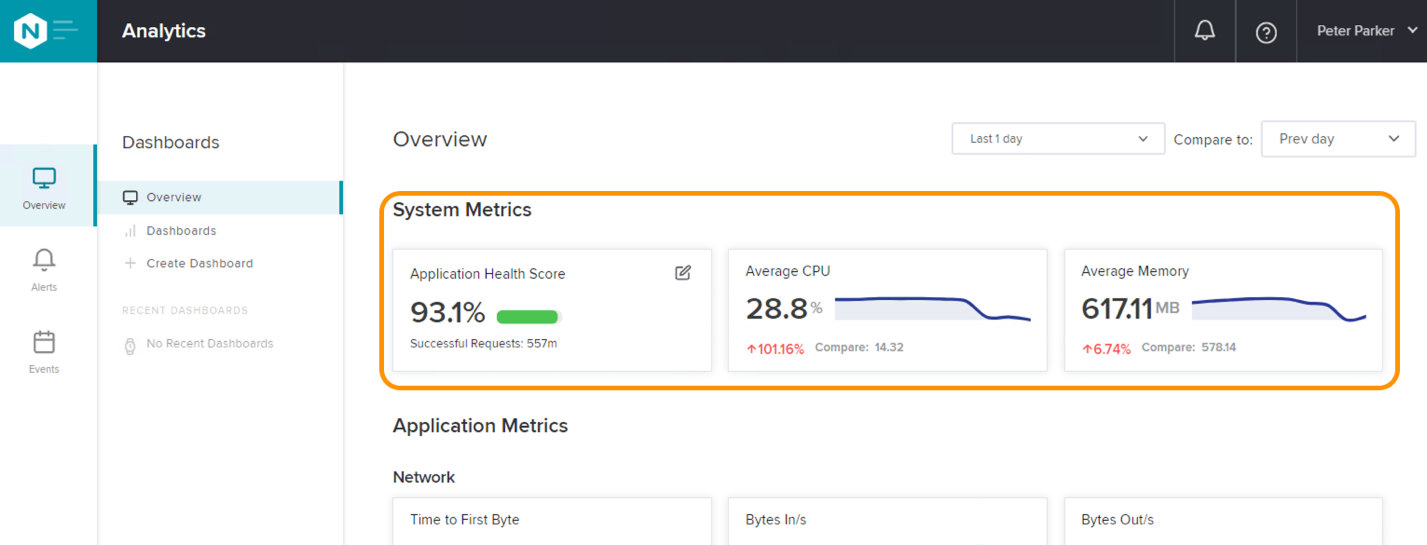 N
Analytics
Peter Parker
Overview
Alerts
Events
Dashboards
Overview
Dashboards
Create Dashboard
RECENT DASHBOARDS
No Recent Dashboards
Overview
Last 1 day
Compare to:
Prev day
System Metrics
Application Health Score
93.1%
Successful Requests: 557m
Average CPU
28.8%
↑101.16% Compare: 14.32
Average Memory
617.11MB
↑6.74% Compare: 578.14
Application Metrics
Network
Time to First Byte
Bytes In/s
Bytes Out/s